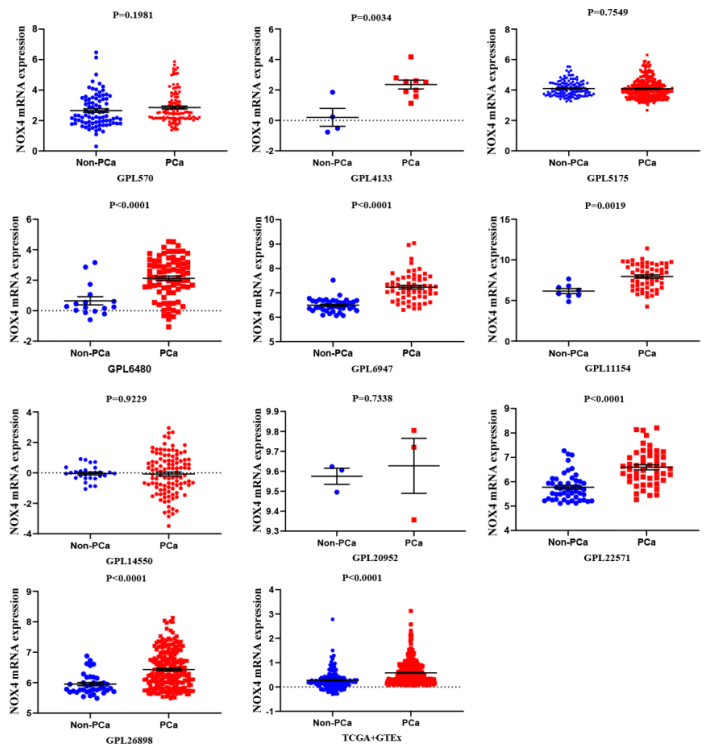 P=0.1981
NOX4 mRNA expression
8
6
4
2
0
Non-PCa PCa
GPL570
P=0.0034
NOX4 mRNA expression
6
4
2
0
-2
Non-PCa PCa
GPL4133
P=0.7549
NOX4 mRNA expression
8
6
4
2
0
Non-PCa PCa
GPL5175
P<0.0001
NOX4 mRNA expression
6
4
2
0
-2
Non-PCa PCa
GPL6480
P<0.0001
NOX4 mRNA expression
10
9
8
7
6
5
Non-PCa PCa
GPL6947
P=0.0019
NOX4 mRNA expression
15
10
5
0
Non-PCa PCa
GPL11154
P=0.9229
NOX4 mRNA expression
4
2
0
-2
-4
Non-PCa PCa
GPL14550
P=0.7338
NOX4 mRNA expression
9.9
9.8
9.7
9.6
9.5
9.4
9.3
Non-PCa PCa
GPL20952
P<0.0001
NOX4 mRNA expression
9
8
7
6
5
4
Non-PCa PCa
GPL22571
P<0.0001
NOX4 mRNA expression
9
8
7
6
5
Non-PCa PCa
GPL26898
P<0.0001
NOX4 mRNA expression
4
3
2
1
0
-1
Non-PCa PCa
TCGA+GTEx